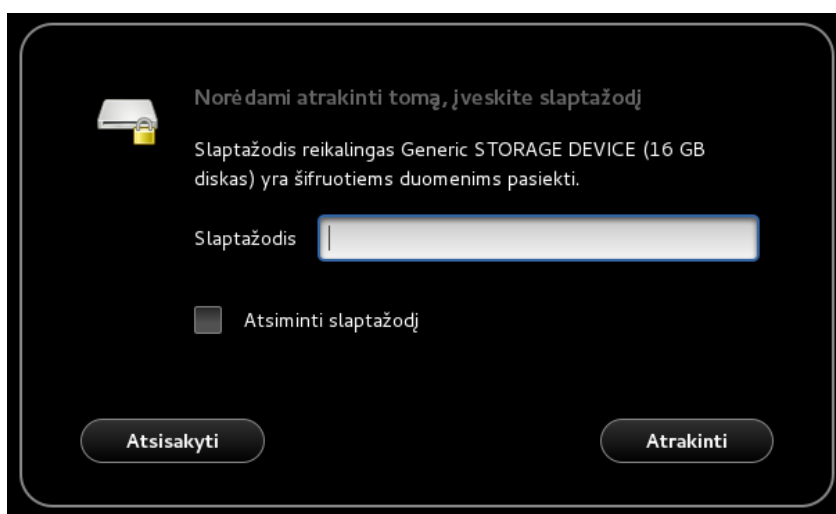 Norėdami atrakinti tomą, įveskite slaptažodį
Slaptažodis reikalingas Generic STORAGE DEVICE (16 GB
diskas) yra šifruotiems duomenims pasiekti.
Slaptažodis
Atsiminti slaptažodį
Atsisakyti
Atrakinti